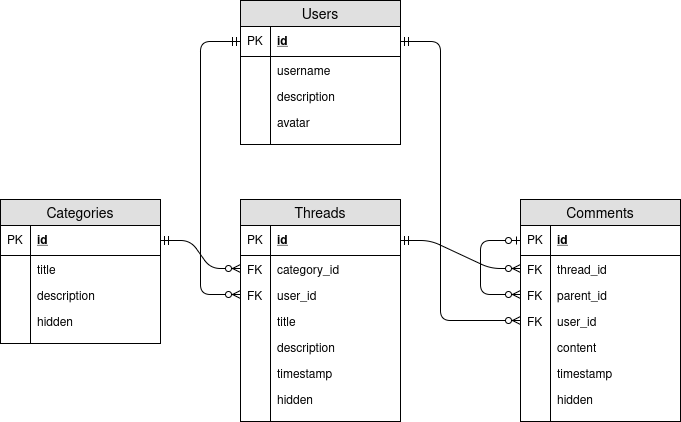 Users
PK id
username
description
avatar
Categories
PK id
title
description
hidden
Threads
PK id
FK category_id
FK user_id
title
description
timestamp
hidden
Comments
PK id
FK thread_id
FK parent_id
FK user_id
content
timestamp
hidden